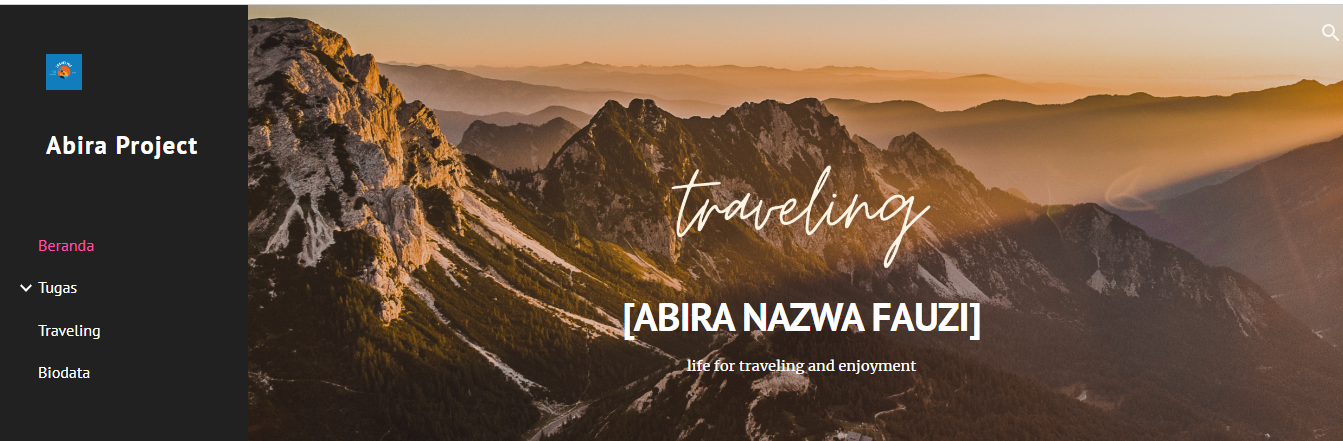 Abira Project
Beranda
Tugas
Traveling
Biodata
traveling
[ABIRA NAZWA FAUZI]
life for traveling and enjoyment